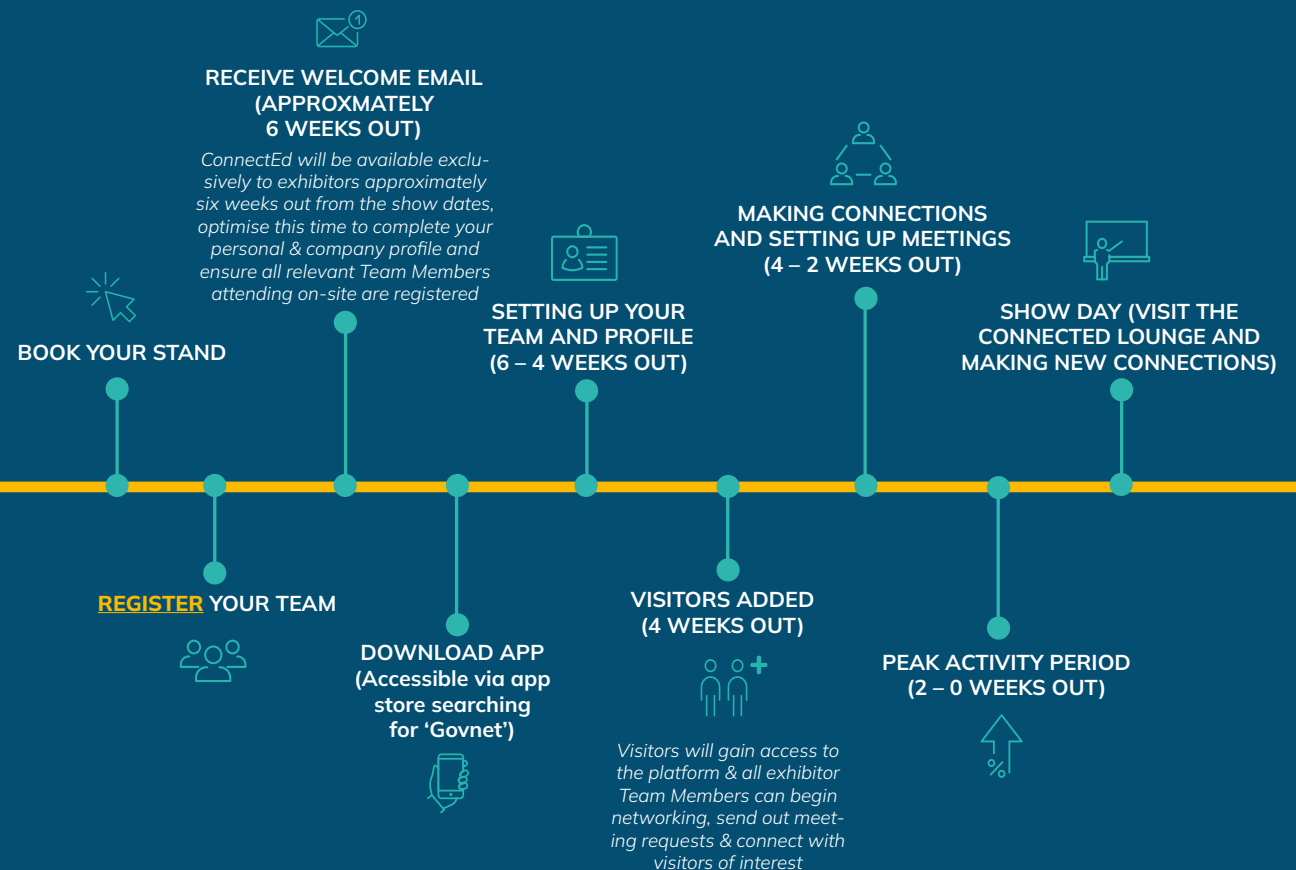 1
RECEIVE WELCOME EMAIL
(APPROXMATELY
6 WEEKS OUT)
ConnectEd will be available exclu-
sively to exhibitors approximately
six weeks out from the show dates,
optimise this time to complete your
personal & company profile and
ensure all relevant Team Members
attending on-site are registered
BOOK YOUR STAND
SETTING UP YOUR
TEAM AND PROFILE
(6 – 4 WEEKS OUT)
MAKING CONNECTIONS
AND SETTING UP MEETINGS
(4 – 2 WEEKS OUT)
SHOW DAY (VISIT THE
CONNECTED LOUNGE AND
MAKING NEW CONNECTIONS)
REGISTER YOUR TEAM
DOWNLOAD APP
(Accessible via app
store searching
for ‘Govnet’)
VISITORS ADDED
(4 WEEKS OUT)
Visitors will gain access to
the platform & all exhibitor
Team Members can begin
networking, send out meet-
ing requests & connect with
visitors of interest
PEAK ACTIVITY PERIOD
(2 – 0 WEEKS OUT)
%